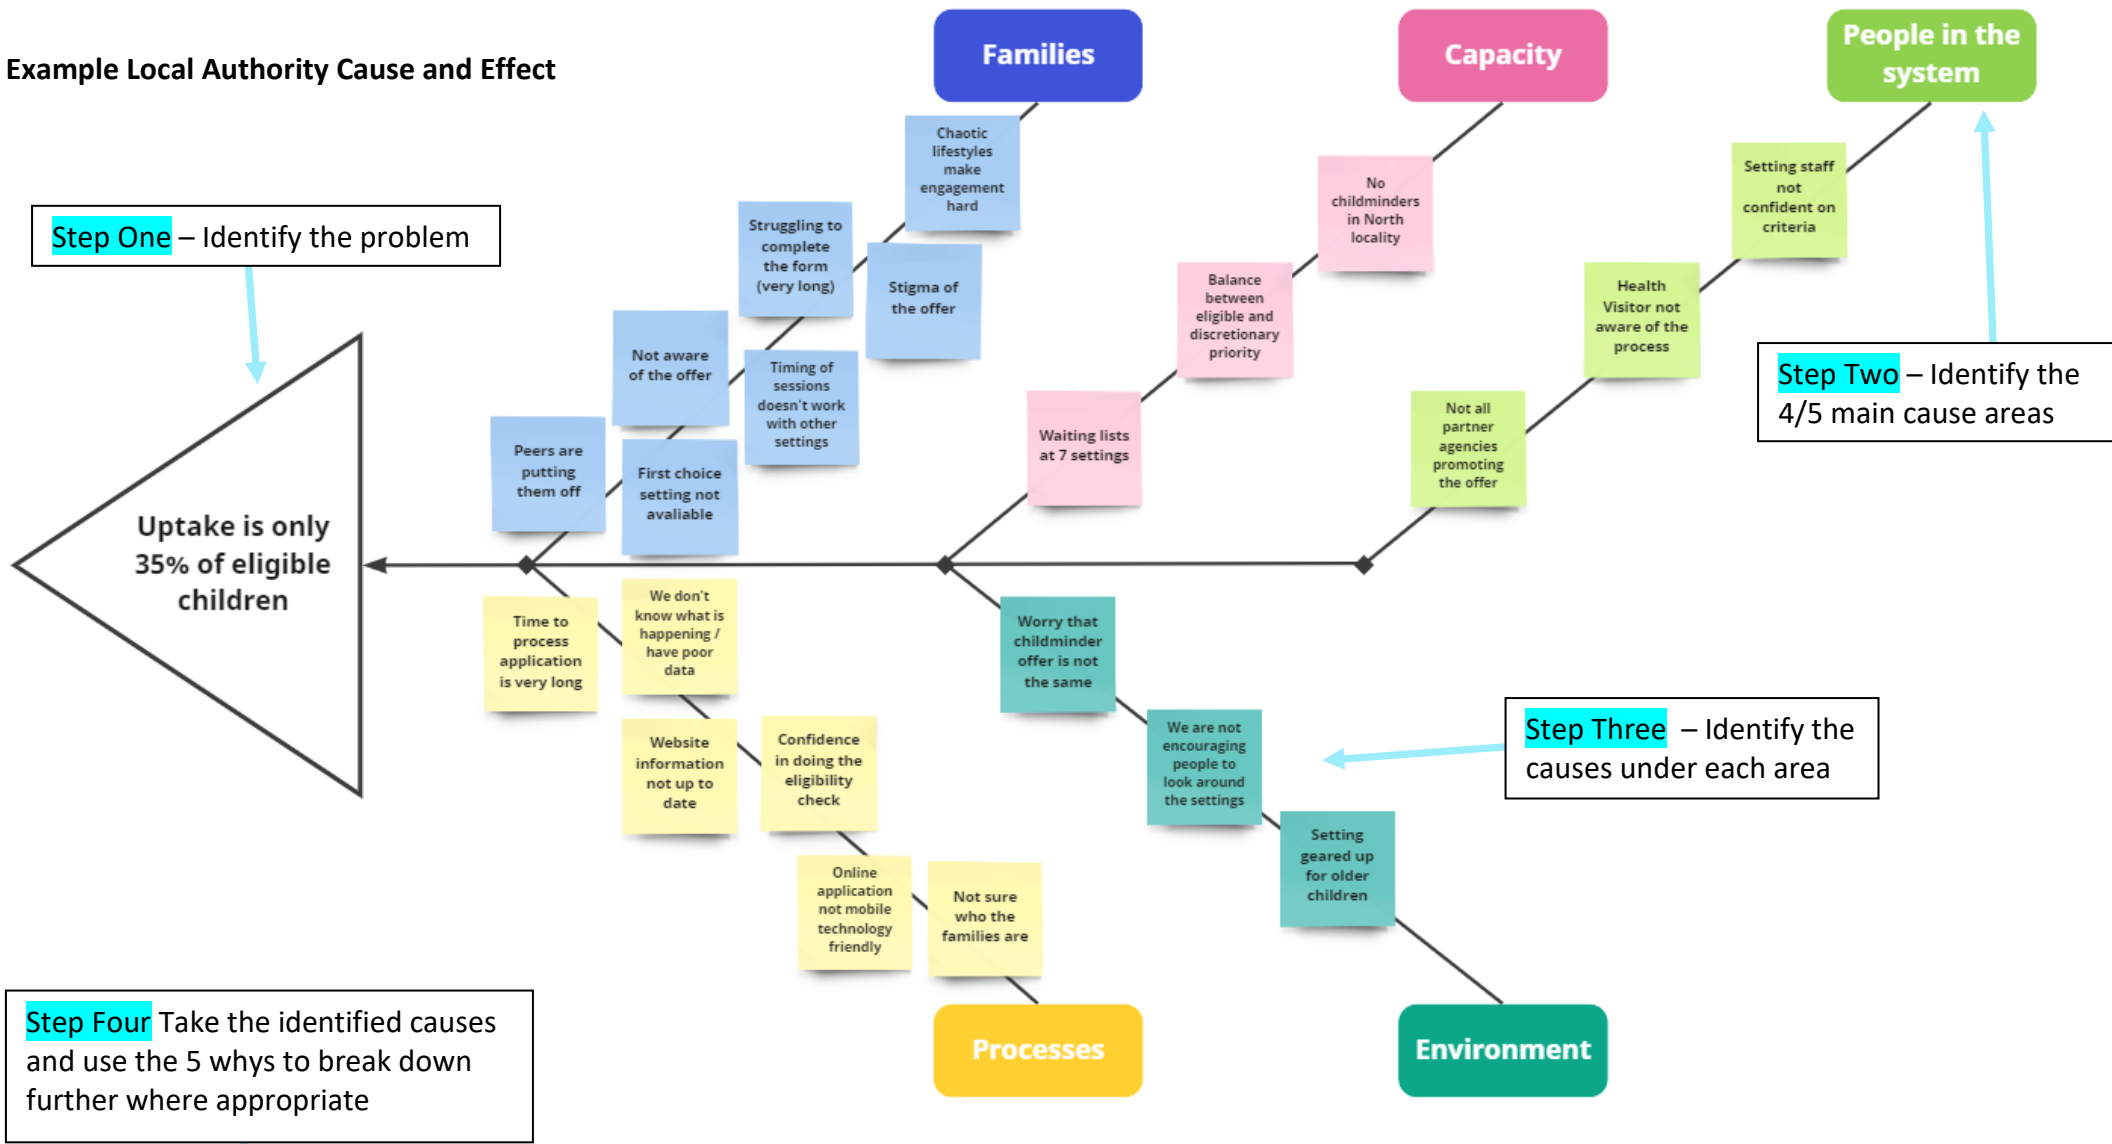 Example Local Authority Cause and Effect
Families
Capacity
People in the
system
Step One – Identify the problem
Chaotic
lifestyles
make
engagement
hard
Struggling to
complete
the form
(very long)
Stigma of
the offer
Not aware
of the offer
Timing of
sessions
doesn't work
with other
settings
Peers are
putting
them off
First choice
setting not
avaliable
No
childminders
in North
locality
Balance
between
eligible and
discretionary
priority
Waiting lists
at 7 settings
Setting staff
not
confident on
criteria
Health
Visitor not
aware of the
process
Not all
partner
agencies
promoting
the offer
Step Two – Identify the
4/5 main cause areas
Uptake is only
35% of eligible
children
Time to
process
application
is very long
We don't
know what is
happening /
have poor
data
Website
information
not up to
date
Confidence
in doing the
eligibility
check
Online
application
not mobile
technology
friendly
Not sure
who the
families are
Worry that
childminder
offer is not
the same
We are not
encouraging
people to
look around
the settings
Setting
geared up
for older
children
Step Three – Identify the
causes under each area
Step Four Take the identified causes
and use the 5 whys to break down
further where appropriate
Processes
Environment